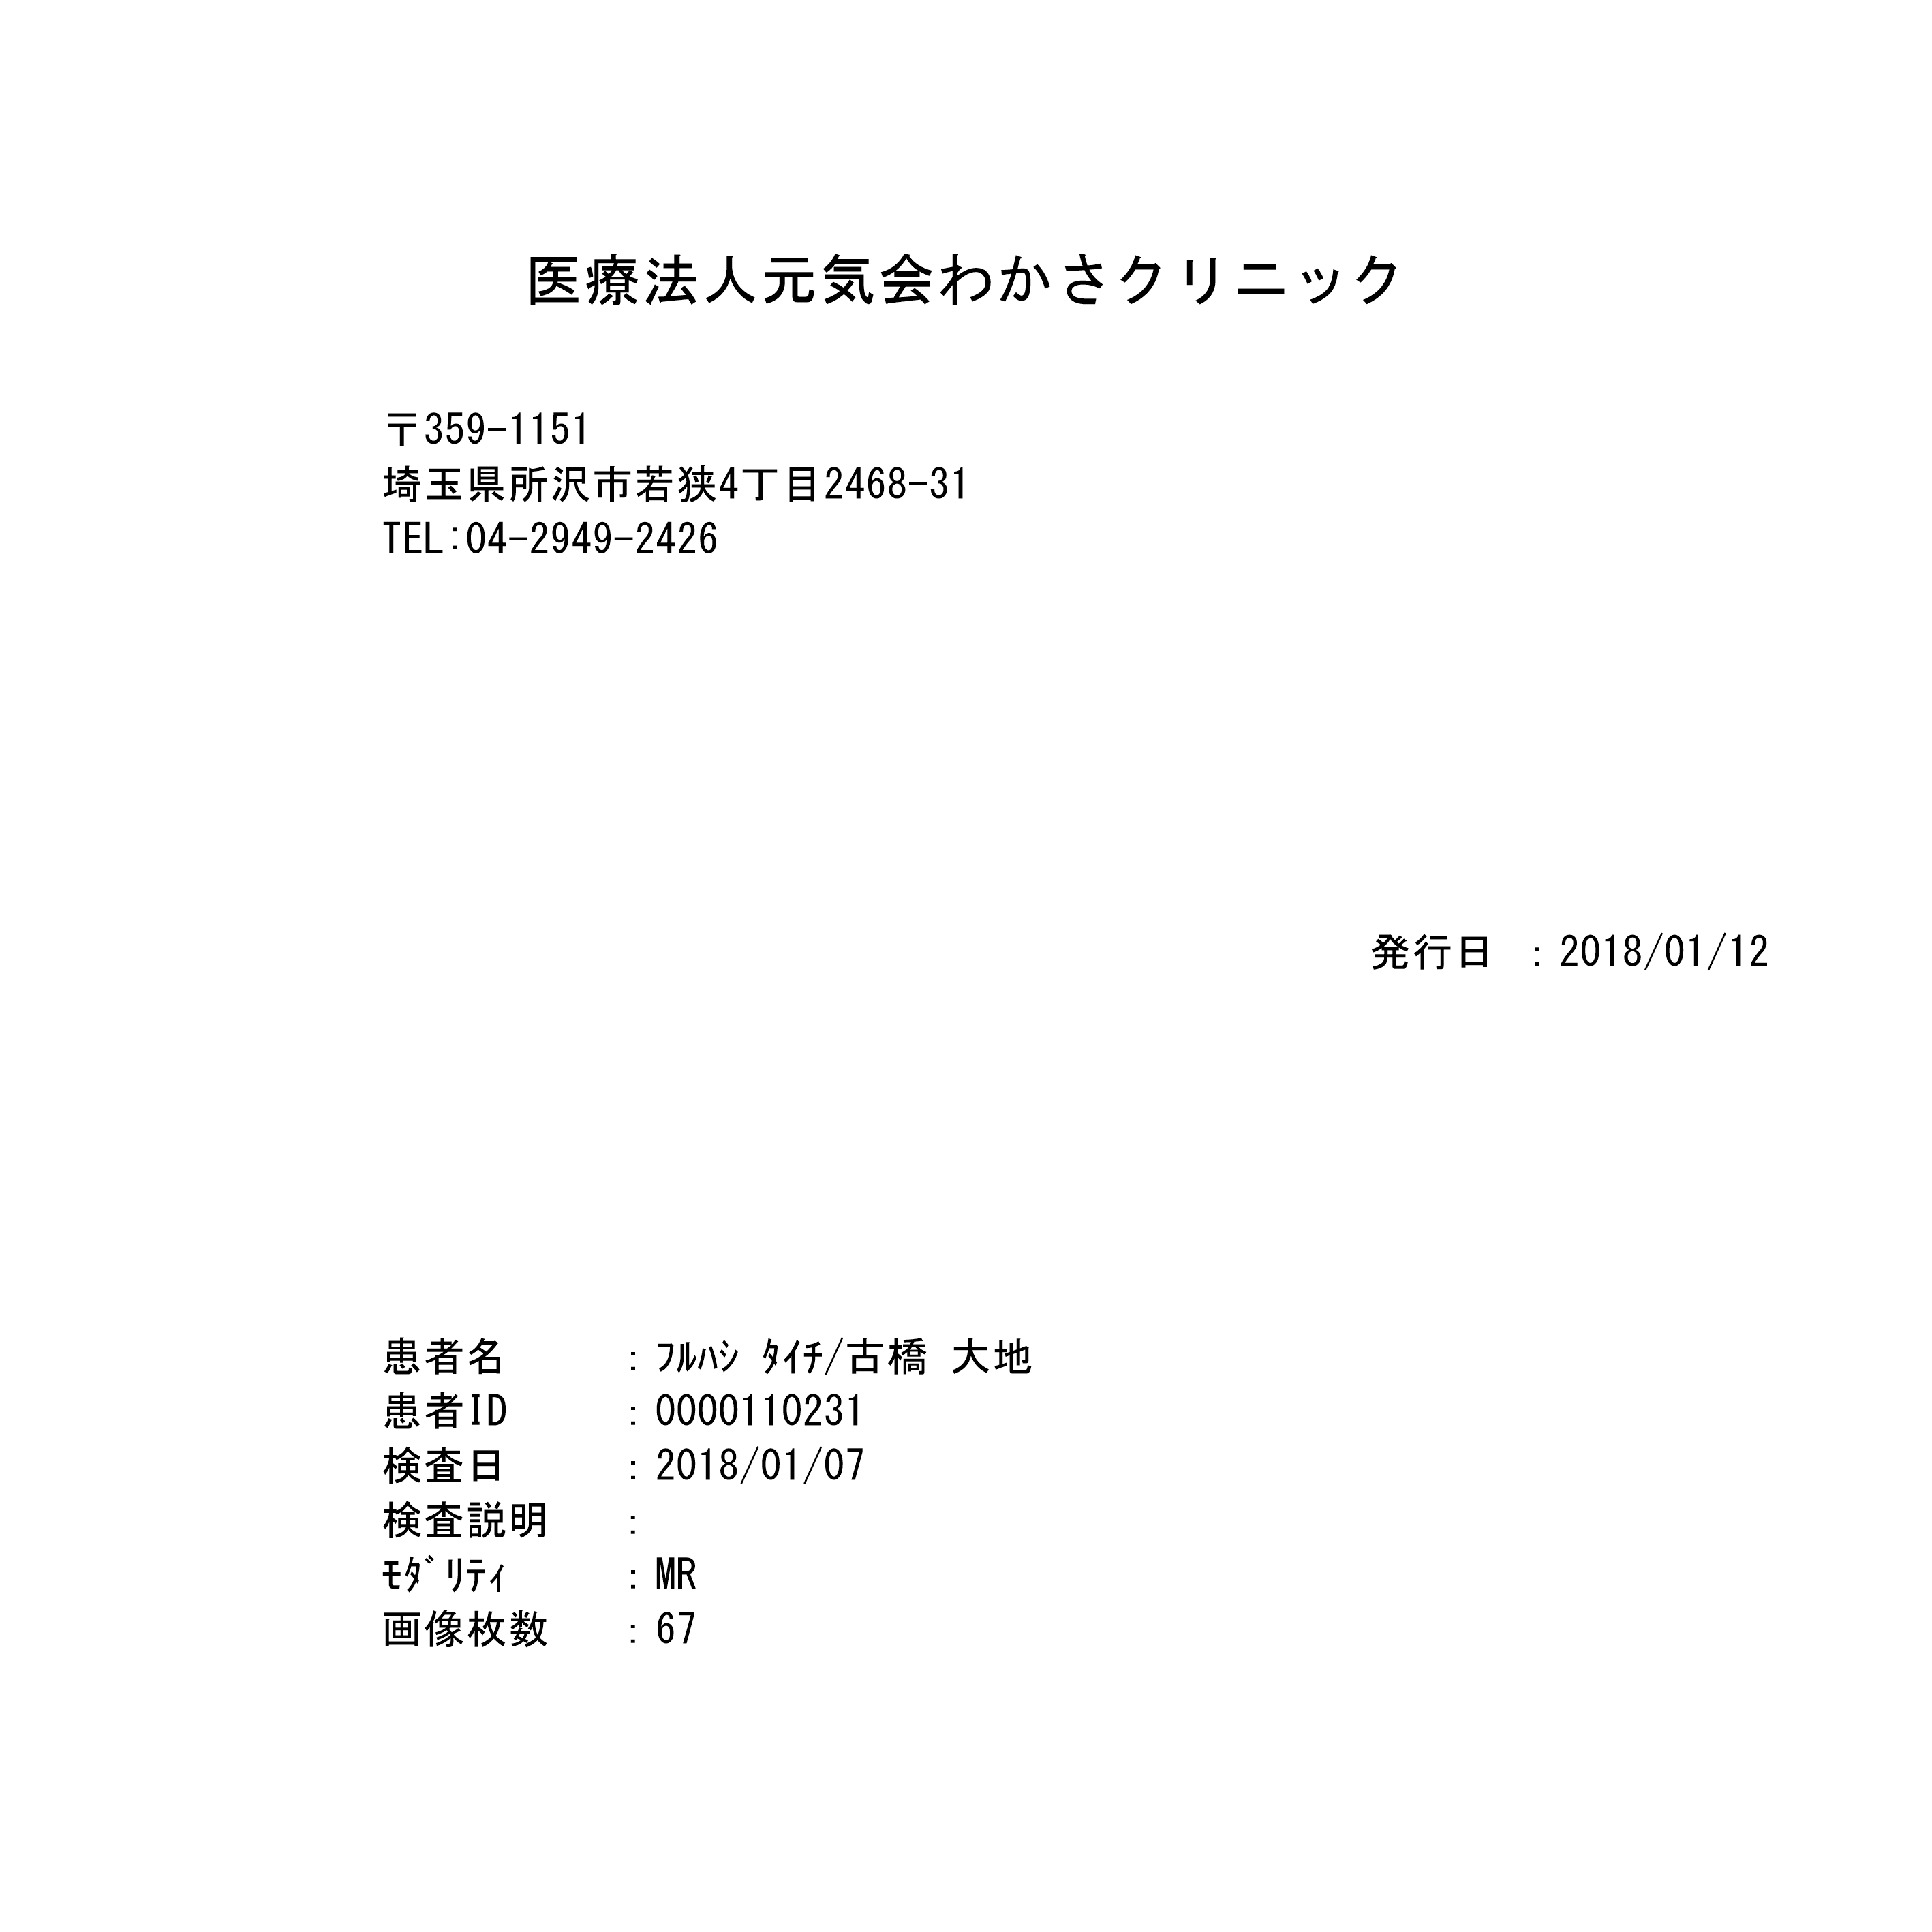 医療法人元気会わかさクリニック
〒359-1151
埼玉県所沢市若狭4丁目2468-31
TEL:04-2949-2426
発行日 : 2018/01/12
患者名 : ﾌﾙﾊｼ ﾀｲﾁ/古橋 大地
患者ID : 0000110231
検査日 : 2018/01/07
検査説明 :
ﾓﾀﾞﾘﾃｨ : MR
画像枚数 : 67